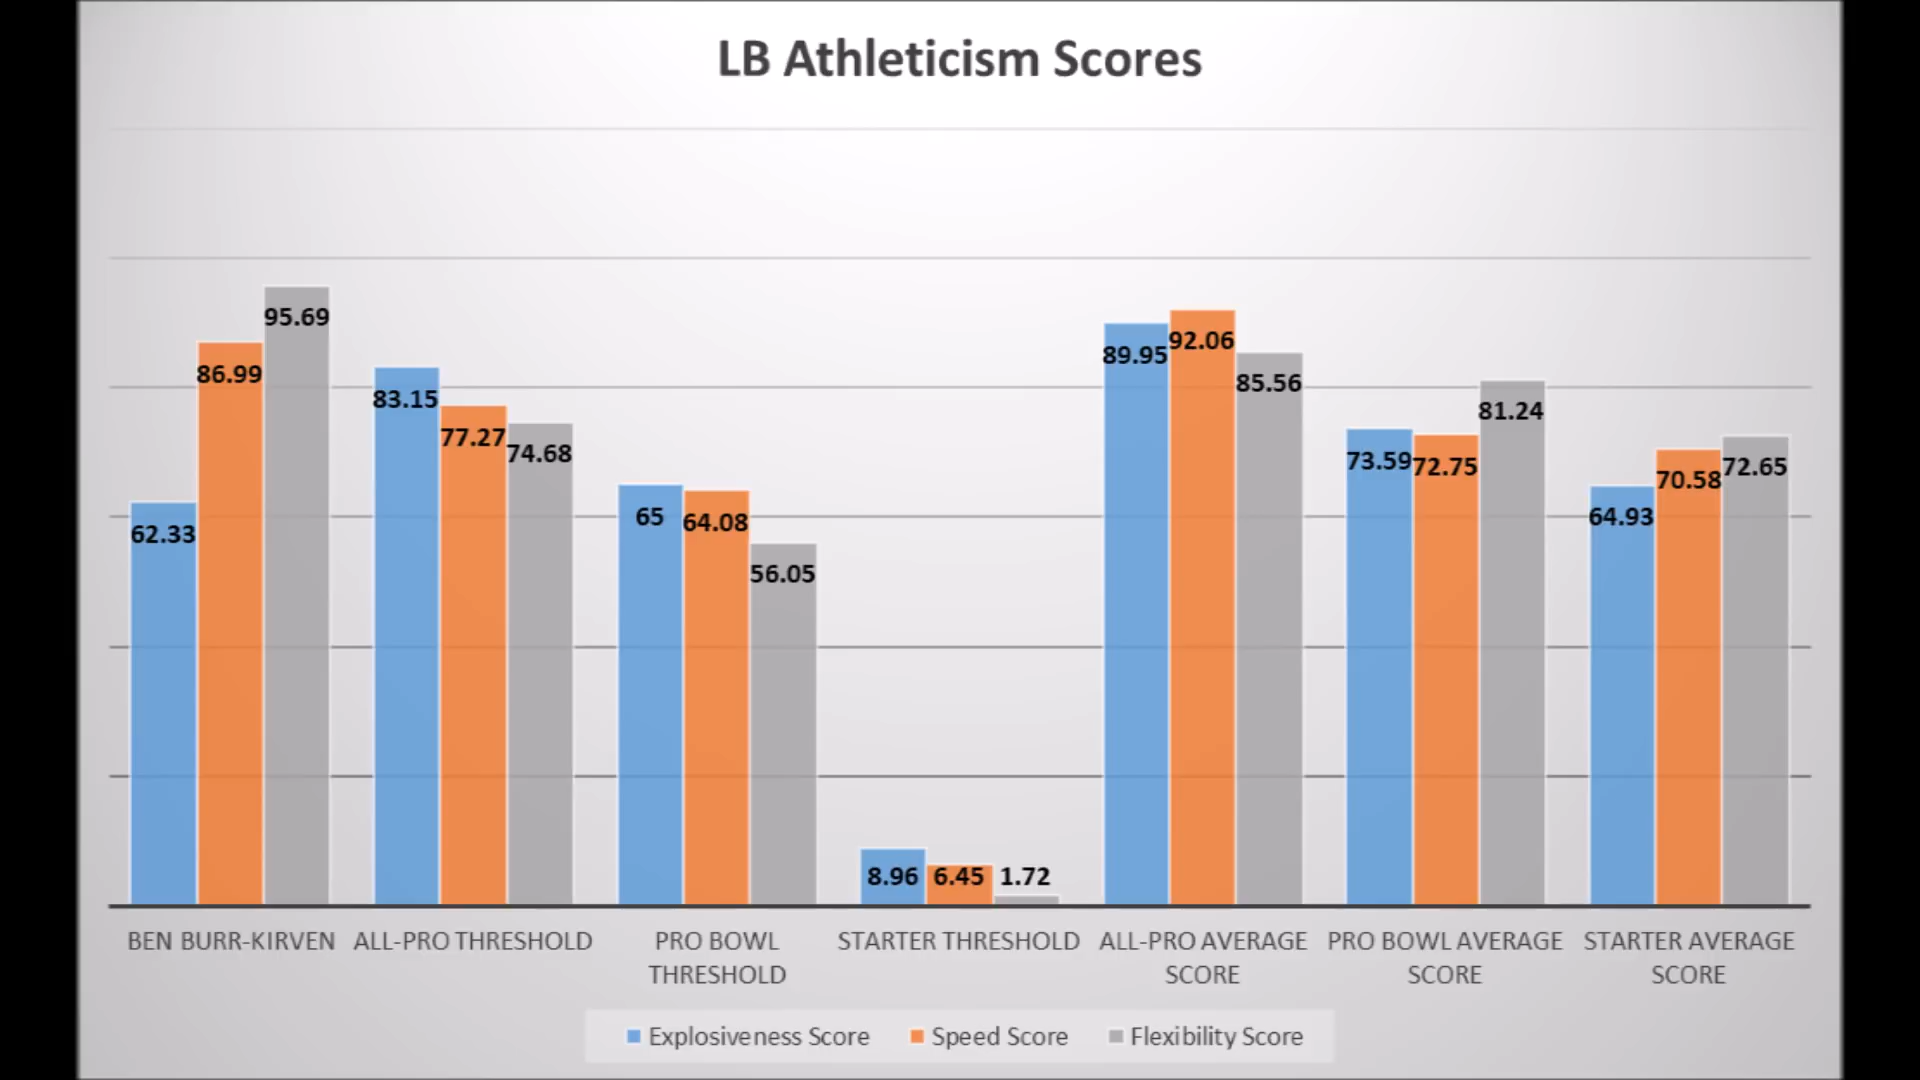 LB Athleticism Scores
95.69
86.99
62.33
83.15
77.27
74.68
65
64.08
56.05
8.96
6.45
1.72
89.95
92.06
85.56
73.59
72.75
81.24
64.93
70.58
72.65
BEN BURR-KIRVEN
ALL-PRO THRESHOLD
PRO BOWL
THRESHOLD
STARTER THRESHOLD
ALL-PRO AVERAGE
SCORE
PRO BOWL AVERAGE
SCORE
STARTER AVERAGE
SCORE
Explosiveness Score
Speed Score
Flexibility Score